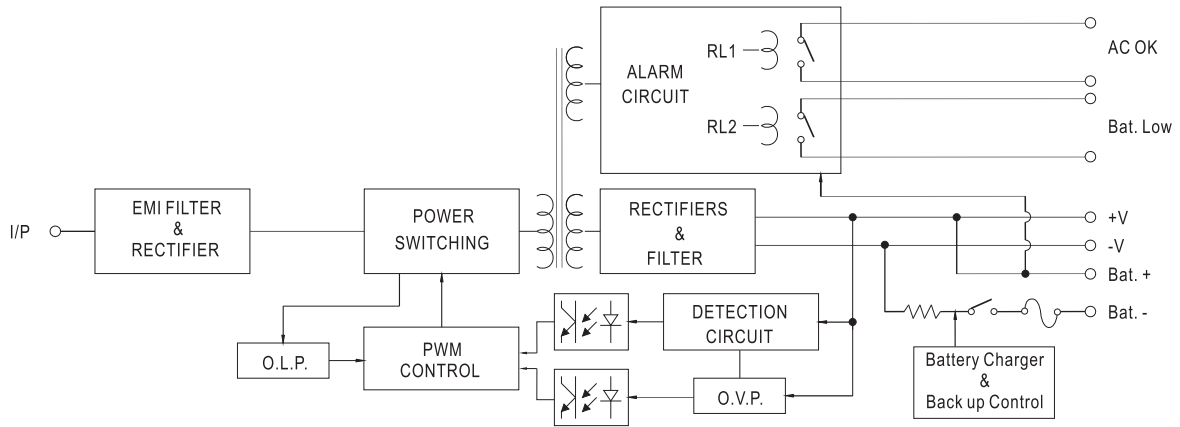 ALARM
CIRCUIT
RL1
RL2
AC OK
Bat. Low
I/P
EMI FILTER
&
RECTIFIER
POWER
SWITCHING
RECTIFIERS
&
FILTER
+V
-V
Bat. +
Bat. -
O.L.P.
PWM
CONTROL
DETECTION
CIRCUIT
O.V.P.
Battery Charger
&
Back up Control